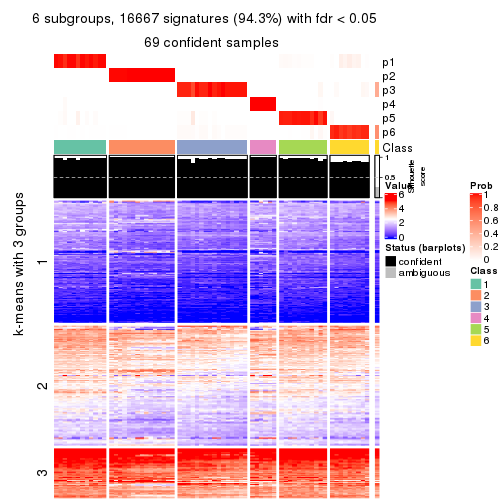 6 subgroups, 16667 signatures (94.3%) with fdr < 0.05
69 confident samples
p1
p2
p3
p4
p5
p6
Class
1
0.5
0
Silhouette
score
k-means with 3 groups
1
2
3
Value
6
4
2
0
Status (barplots)
confident
ambiguous
Prob
1
0.8
0.6
0.4
0.2
0
Class
1
2
3
4
5
6